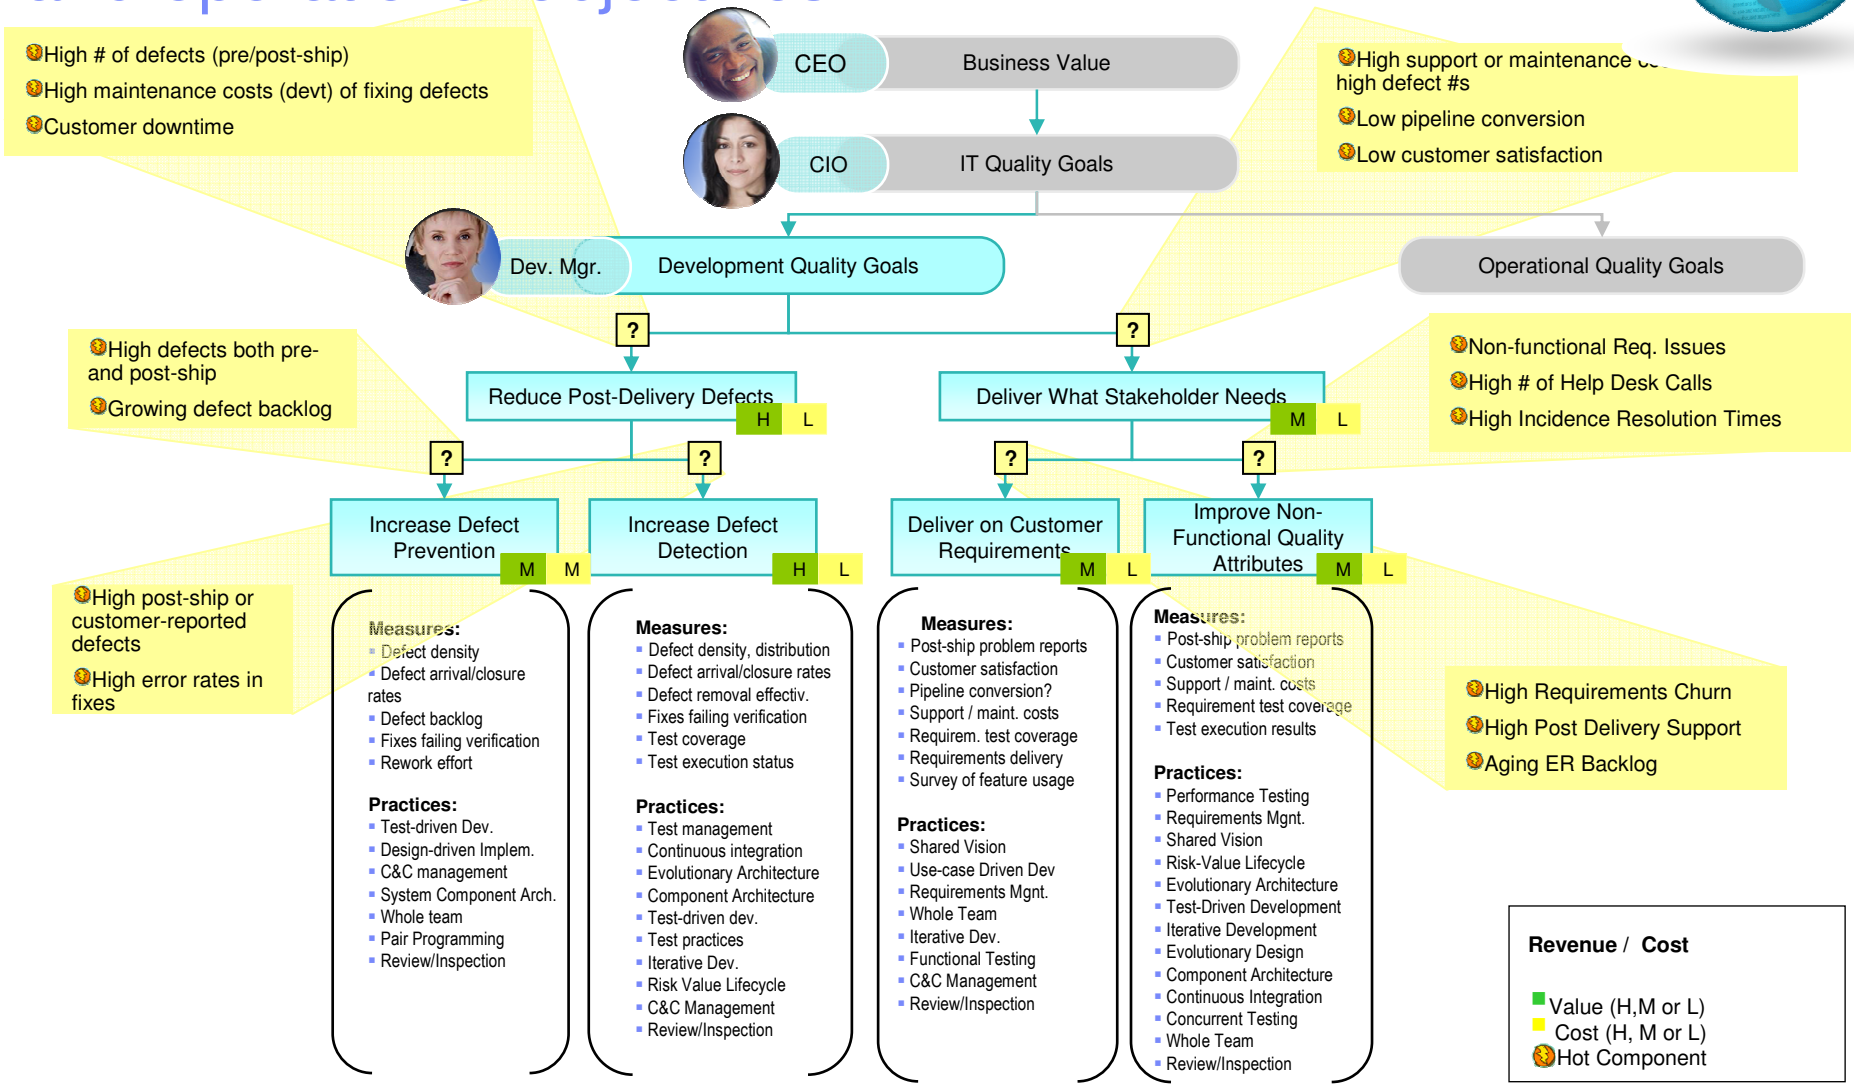 High # of defects (pre/post-ship)
High maintenance costs (devt) of fixing defects
Customer downtime
CEO
Business Value
High support or maintenance
high defect #s
Low pipeline conversion
Low customer satisfaction
CIO
IT Quality Goals
Dev. Mgr.
Development Quality Goals
Operational Quality Goals
?
?
High defects both pre-
and post-ship
Growing defect backlog
Reduce Post-Delivery Defects
H L
Deliver What Stakeholder Needs
M L
Non-functional Req. Issues
High # of Help Desk Calls
High Incidence Resolution Times
?
?
?
?
Increase Defect
Prevention
M M
Increase Defect
Detection
H L
Deliver on Customer
Requirements
M L
Improve Non-
Functional Quality
Attributes
M L
High post-ship or
customer-reported
defects
High error rates in
fixes
Measures:
Defect density
Defect arrival/closure
rates
Defect backlog
Fixes failing verification
Rework effort
Practices:
Test-driven Dev.
Design-driven Implem.
C&C management
System Component Arch.
Whole team
Pair Programming
Review/Inspection
Measures:
Defect density, distribution
Defect arrival/closure rates
Defect removal effectiv.
Fixes failing verification
Test coverage
Test execution status
Practices:
Test management
Continuous integration
Evolutionary Architecture
Component Architecture
Test-driven dev.
Test practices
Iterative Dev.
Risk Value Lifecycle
C&C Management
Review/Inspection
Measures:
Post-ship problem reports
Customer satisfaction
Pipeline conversion?
Support / maint. costs
Requirem. test coverage
Requirements delivery
Survey of feature usage
Practices:
Shared Vision
Use-case Driven Dev
Requirements Mgnt.
Whole Team
Iterative Dev.
Functional Testing
C&C Management
Review/Inspection
Measures:
Post-ship problem reports
Customer satisfaction
Support / maint. costs
Requirement test coverage
Test execution results
Practices:
Performance Testing
Requirements Mgnt.
Shared Vision
Risk-Value Lifecycle
Evolutionary Architecture
Test-Driven Development
Iterative Development
Evolutionary Design
Component Architecture
Continuous Integration
Concurrent Testing
Whole Team
Review/Inspection
High Requirements Churn
High Post Delivery Support
Aging ER Backlog
Revenue / Cost
Value (H,M or L)
Cost (H, M or L)
Hot Component